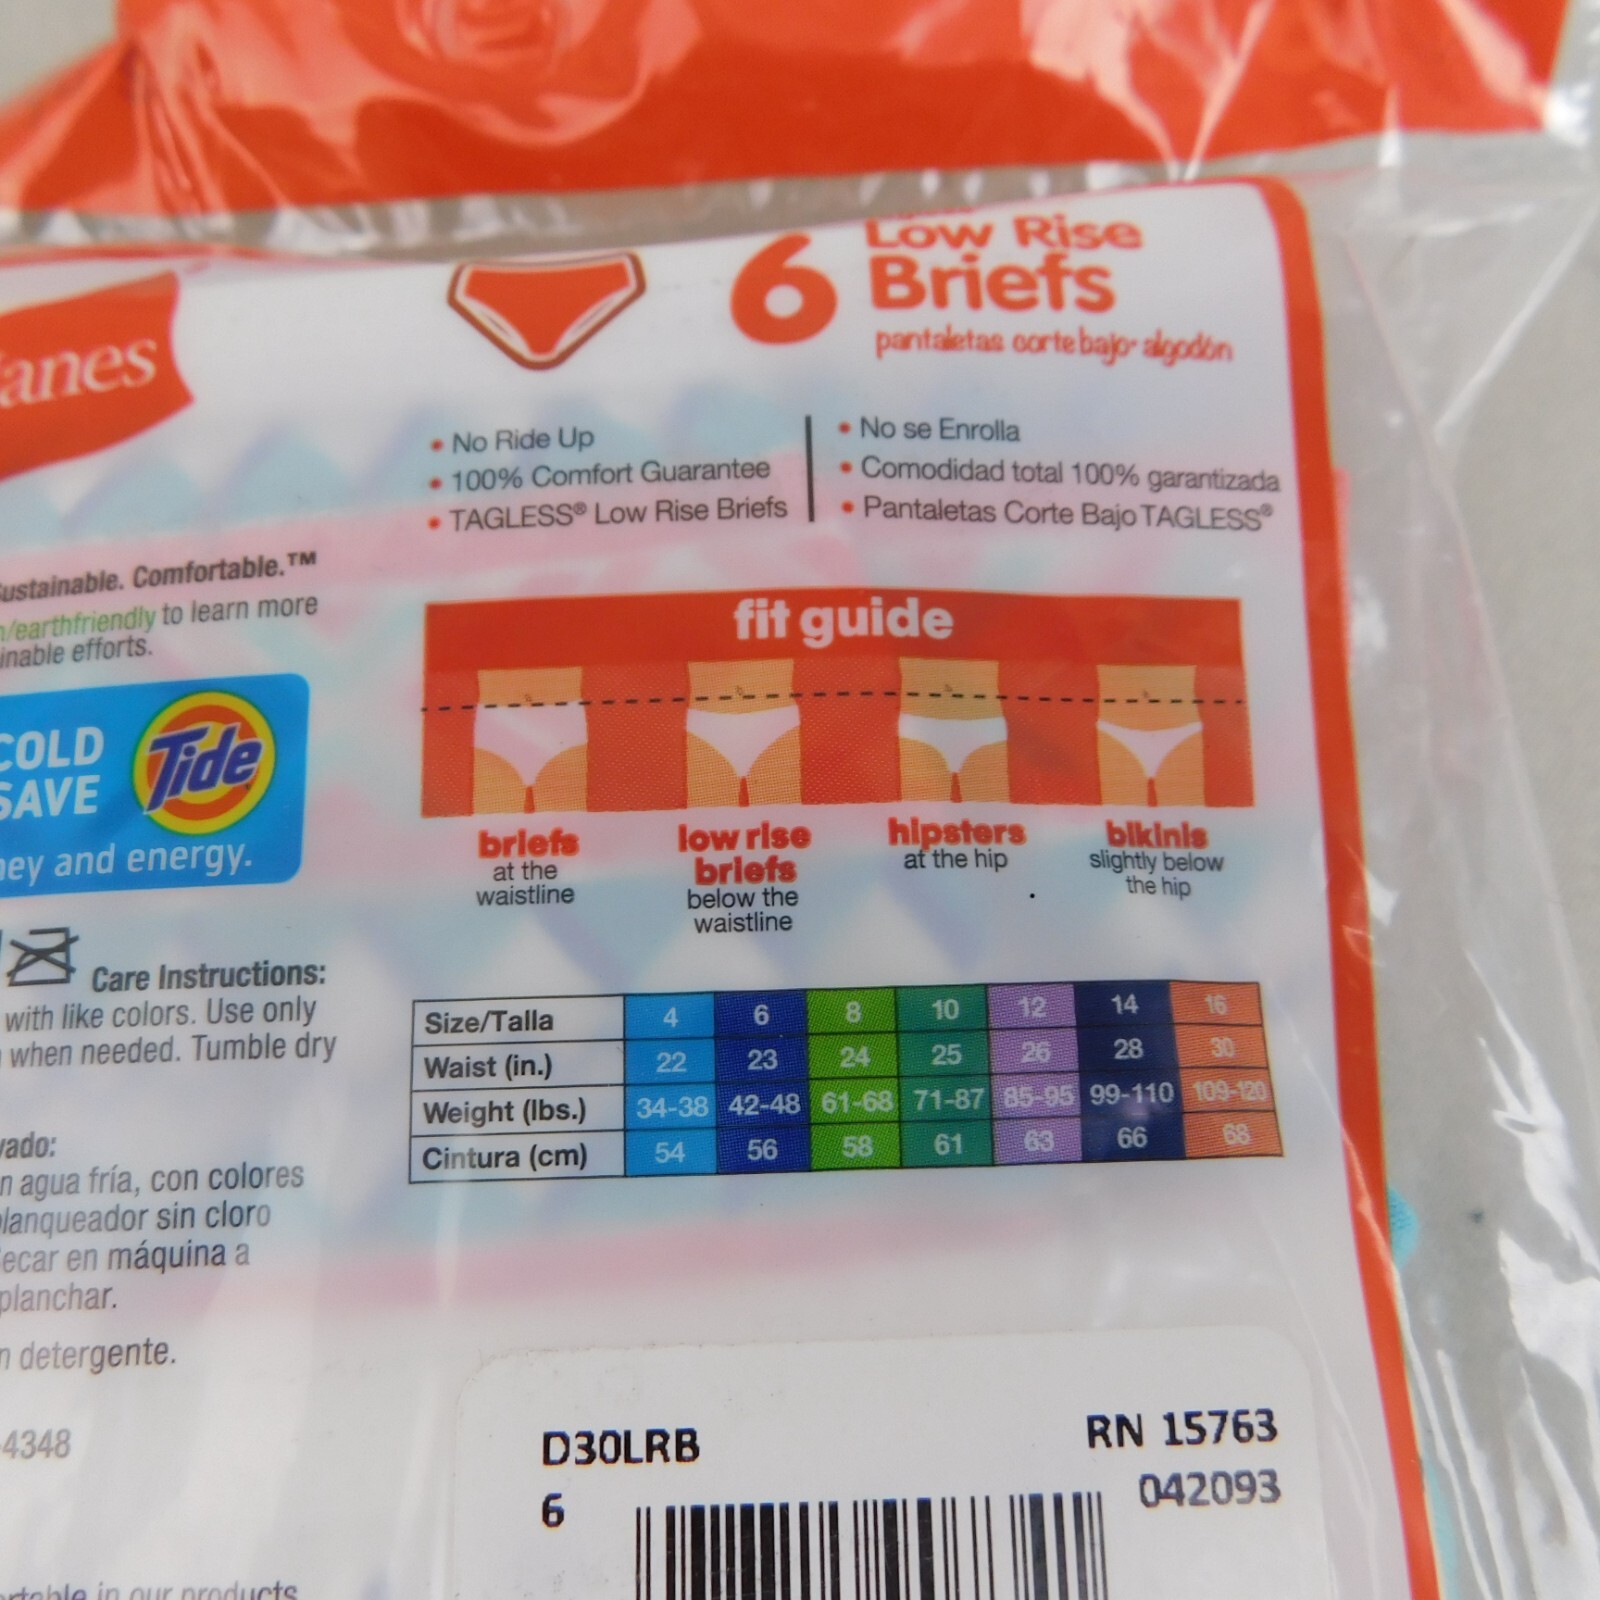 6
Low Rise
Briefs
pantaletas corte bajo· algodón
anes
• No Ride Up
• 100% Comfort Guarantee
• TAGLESS® Low Rise Briefs
• No se Enrolla
• Comodidad total 100% garantizada
• Pantaletas Corte Bajo TAGLESS®
Sustainable. Comfortable.™
/earthfriendly to learn more
inable efforts.
COLD
SAVE
Tide
ney and energy.
fit guide
briefs
at the
waistline
low rise
briefs
below the
waistline
hipsters
at the hip
bikinis
slightly below
the hip
Care Instructions:
with like colors. Use only
when needed. Tumble dry
Size/Talla 4 6 8 10 12 14 16
Waist (in.) 22 23 24 25 26 28 30
Weight (lbs.) 34-38 42-48 61-68 71-87 85-95 99-110 109-120
Cintura (cm) 54 56 58 61 63 66 68
vado:
n agua fría, con colores
lanqueador sin cloro
ecar en máquina a
planchar.
n detergente.
-4348
D30LRB
RN 15763
6
042093
in our products